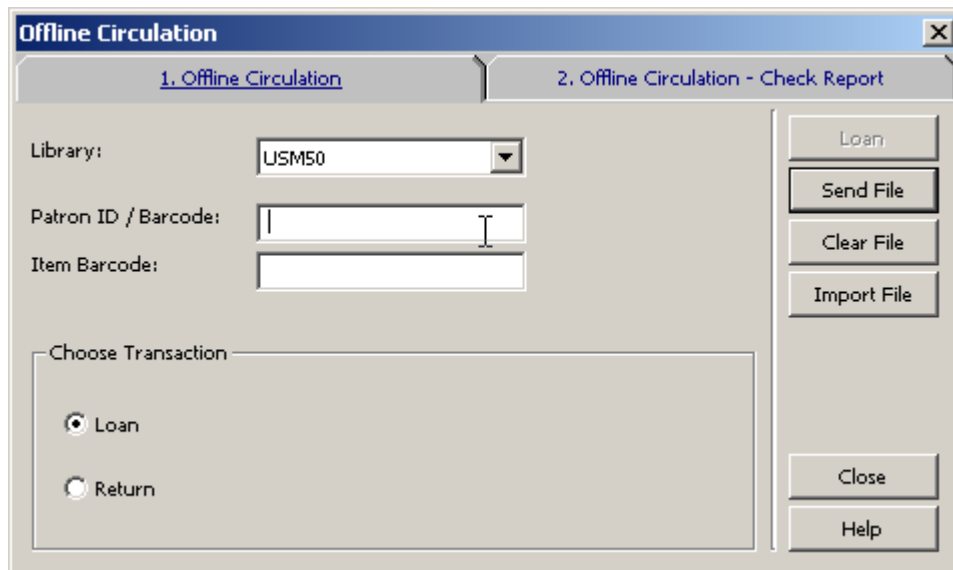 Offline Circulation
1. Offline Circulation
2. Offline Circulation - Check Report
Library:
USM50
Loan
Send File
Patron ID / Barcode:
Clear File
Item Barcode:
Import File
Choose Transaction
Loan
Return
Close
Help